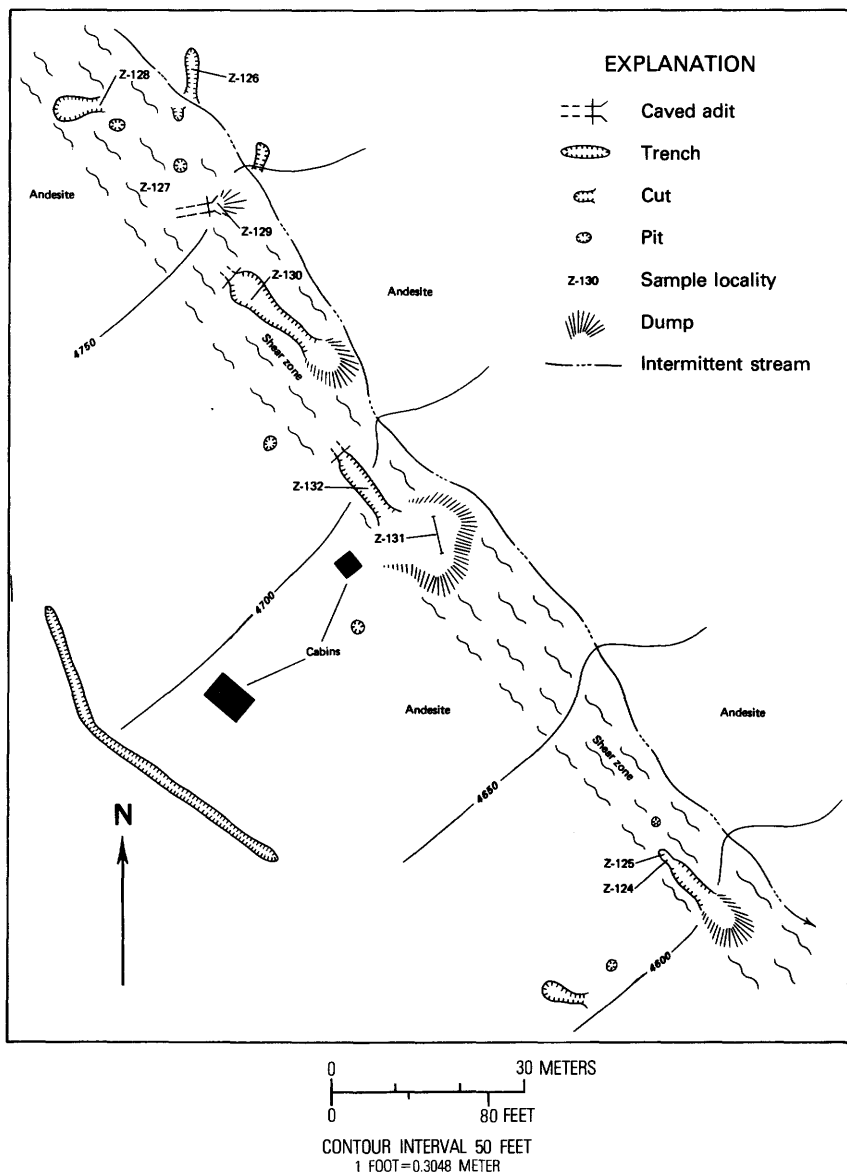 EXPLANATION
Caved adit
Trench
Cut
Pit
Z-130 Sample locality
Dump
Intermittent stream
Z-128
Z-126
Z-127
Andesite
Z-129
Z-130
Andesite
4750
Shear zone
Z-132
Z-131
4700
Cabins
Andesite
Andesite
Shear zone
4650
N
Z-125
Z-124
4600
0 30 METERS
0 80 FEET
CONTOUR INTERVAL 50 FEET
1 FOOT=0.3048 METER